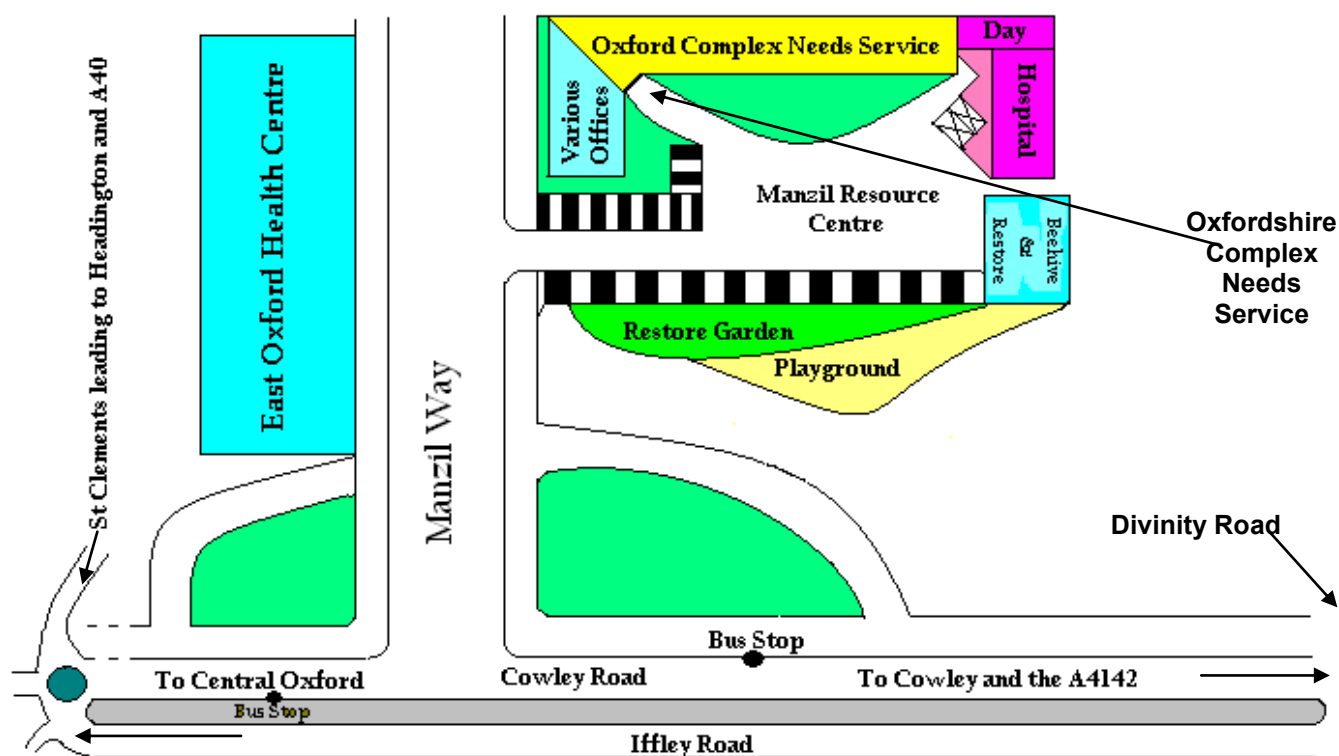 St Clements leading to Headington and A40
East Oxford Health Centre
Manzil Way
Oxford Complex Needs Service
Various
Offices
Day
Hospital
Manzil Resource
Centre
Beehive
&
Restore
Oxfordshire
Complex
Needs
Service
Restore Garden
Playground
Divinity Road
Bus Stop
To Central Oxford
Cowley Road
To Cowley and the A4142
Bus Stop
Iffley Road